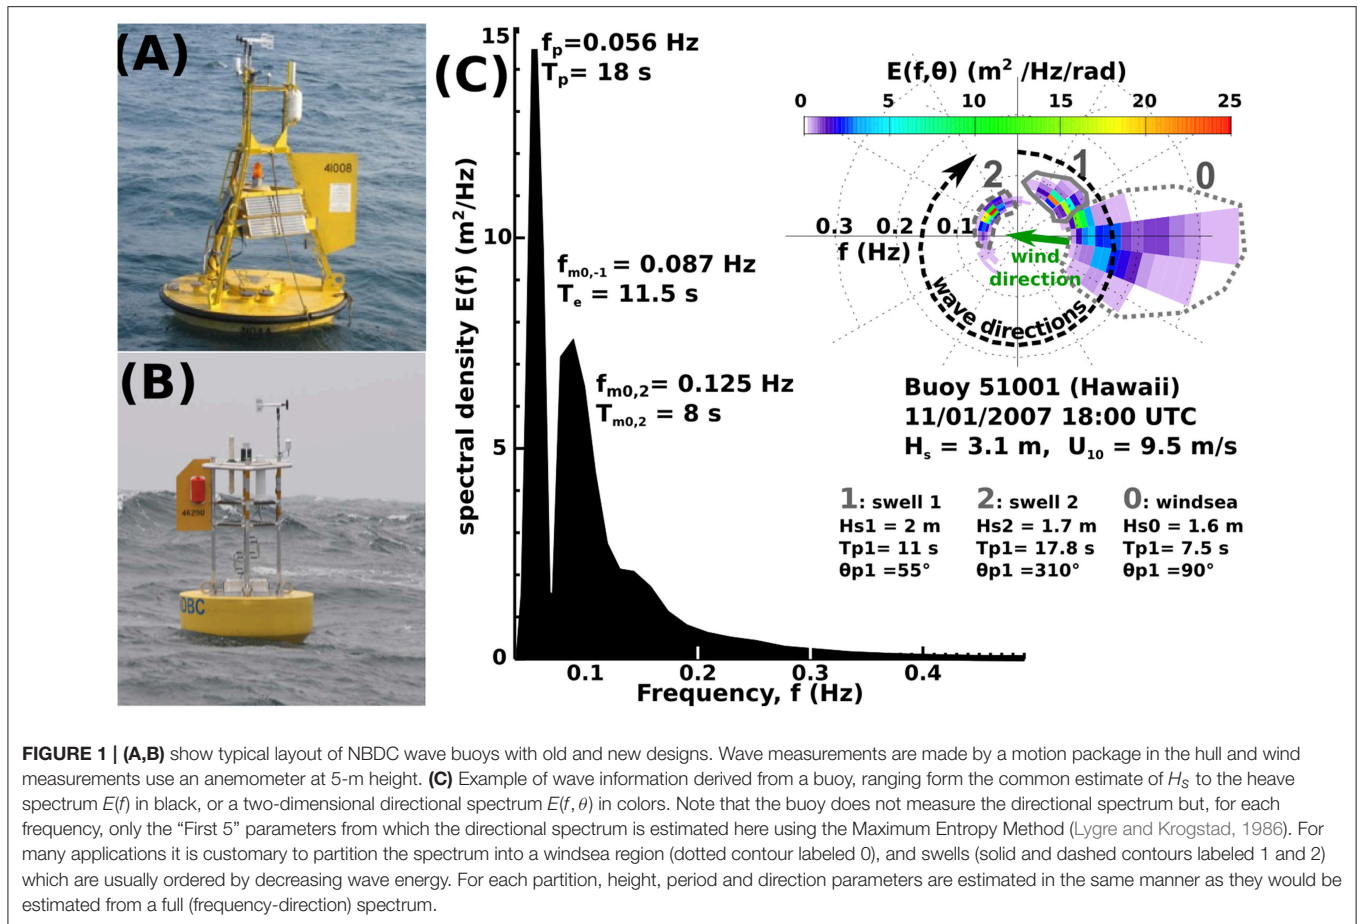 (A)
41008
NOAA
(B)
46290
DBC
(C)
15
10
5
0
spectral density E(f) (m²/Hz)
fp=0.056 Hz
Tp= 18 s
fm0,-1 = 0.087 Hz
Te = 11.5 s
fm0,2= 0.125 Hz
Tm0,2 = 8 s
0.1 0.2 0.3 0.4
Frequency, f (Hz)
E(f,θ) (m² /Hz/rad)
0 5 10 15 20 25
2 1 0
0.3 0.2 0.1
f (Hz)
wind
direction
wave directions
Buoy 51001 (Hawaii)
11/01/2007 18:00 UTC
Hs = 3.1 m, U10 = 9.5 m/s
1: swell 1 2: swell 2 0: windsea
Hs1 = 2 m Hs2 = 1.7 m Hs0 = 1.6 m
Tp1= 11 s Tp1= 17.8 s Tp1= 7.5 s
θp1 =55° θp1 =310° θp1 =90°
FIGURE 1 | (A,B) show typical layout of NBDC wave buoys with old and new designs. Wave measurements are made by a motion package in the hull and wind
measurements use an anemometer at 5-m height. (C) Example of wave information derived from a buoy, ranging form the common estimate of HS to the heave
spectrum E(f) in black, or a two-dimensional directional spectrum E(f, θ) in colors. Note that the buoy does not measure the directional spectrum but, for each
frequency, only the “First 5” parameters from which the directional spectrum is estimated here using the Maximum Entropy Method (Lygre and Krogstad, 1986). For
many applications it is customary to partition the spectrum into a windsea region (dotted contour labeled 0), and swells (solid and dashed contours labeled 1 and 2)
which are usually ordered by decreasing wave energy. For each partition, height, period and direction parameters are estimated in the same manner as they would be
estimated from a full (frequency-direction) spectrum.